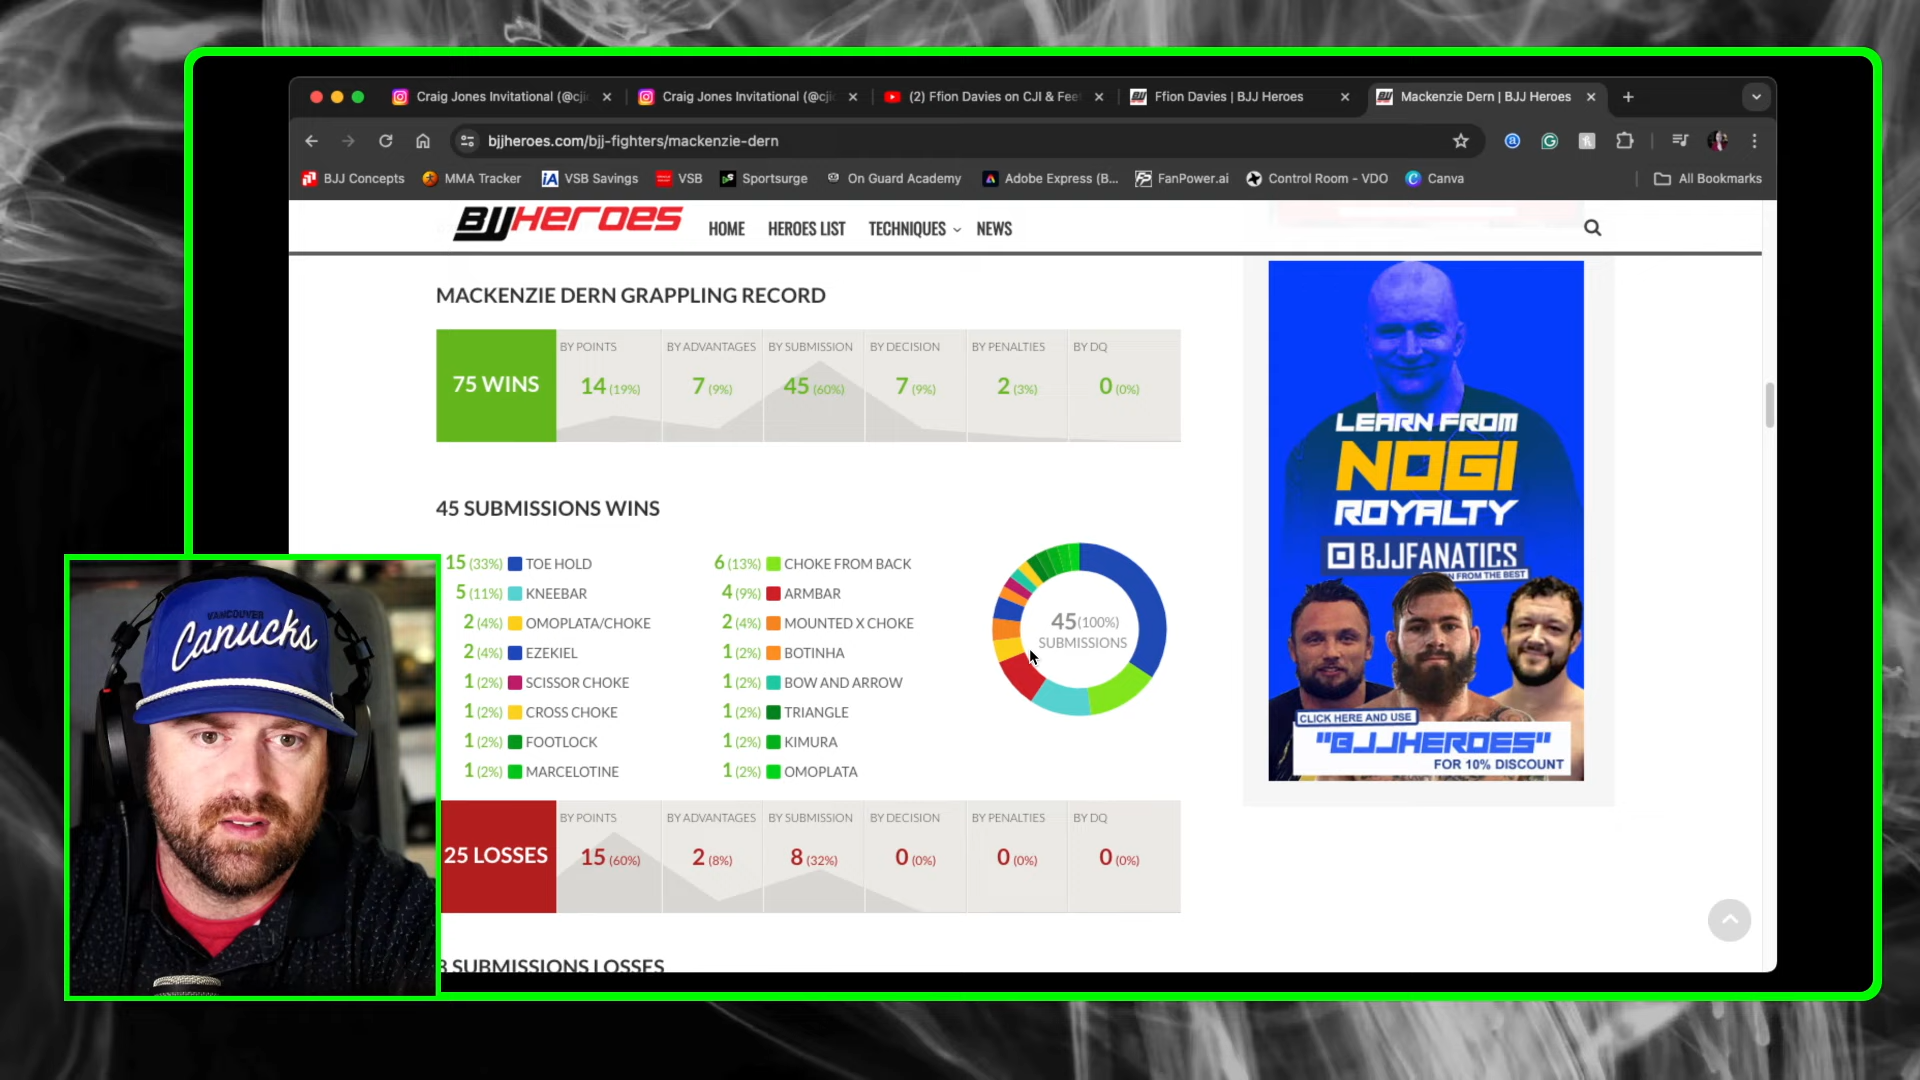 Craig Jones Invitational (@cji
Craig Jones Invitational (@cji
(2) Ffion Davies on CJI & Fee
Ffion Davies | BJJ Heroes
Mackenzie Dern | BJJ Heroes
bjjheroes.com/bjj-fighters/mackenzie-dern
BJJ Concepts
MMA Tracker
VSB Savings
VSB
Sportsurge
On Guard Academy
Adobe Express (B...
FanPower.ai
Control Room - VDO
Canva
All Bookmarks
BJJHEROES
HOME
HEROES LIST
TECHNIQUES
NEWS
MACKENZIE DERN GRAPPLING RECORD
75 WINS
BY POINTS
14 (19%)
BY ADVANTAGES
7 (9%)
BY SUBMISSION
45 (60%)
BY DECISION
7 (9%)
BY PENALTIES
2 (3%)
BY DQ
0 (0%)
45 SUBMISSIONS WINS
15 (33%) TOE HOLD
5 (11%) KNEEBAR
2 (4%) OMOPLATA/CHOKE
2 (4%) EZEKIEL
1 (2%) SCISSOR CHOKE
1 (2%) CROSS CHOKE
1 (2%) FOOTLOCK
1 (2%) MARCELOTINE
6 (13%) CHOKE FROM BACK
4 (9%) ARMBAR
2 (4%) MOUNTED X CHOKE
1 (2%) BOTINHA
1 (2%) BOW AND ARROW
1 (2%) TRIANGLE
1 (2%) KIMURA
1 (2%) OMOPLATA
45 (100%)
SUBMISSIONS
25 LOSSES
BY POINTS
15 (60%)
BY ADVANTAGES
2 (8%)
BY SUBMISSION
8 (32%)
BY DECISION
0 (0%)
BY PENALTIES
0 (0%)
BY DQ
0 (0%)
SUBMISSIONS LOSSES
LEARN FROM
NOGI
ROYALTY
BJJFANATICS
FROM THE BEST
CLICK HERE AND USE
"BJJHEROES"
FOR 10% DISCOUNT
VANCOUVER
Canucks